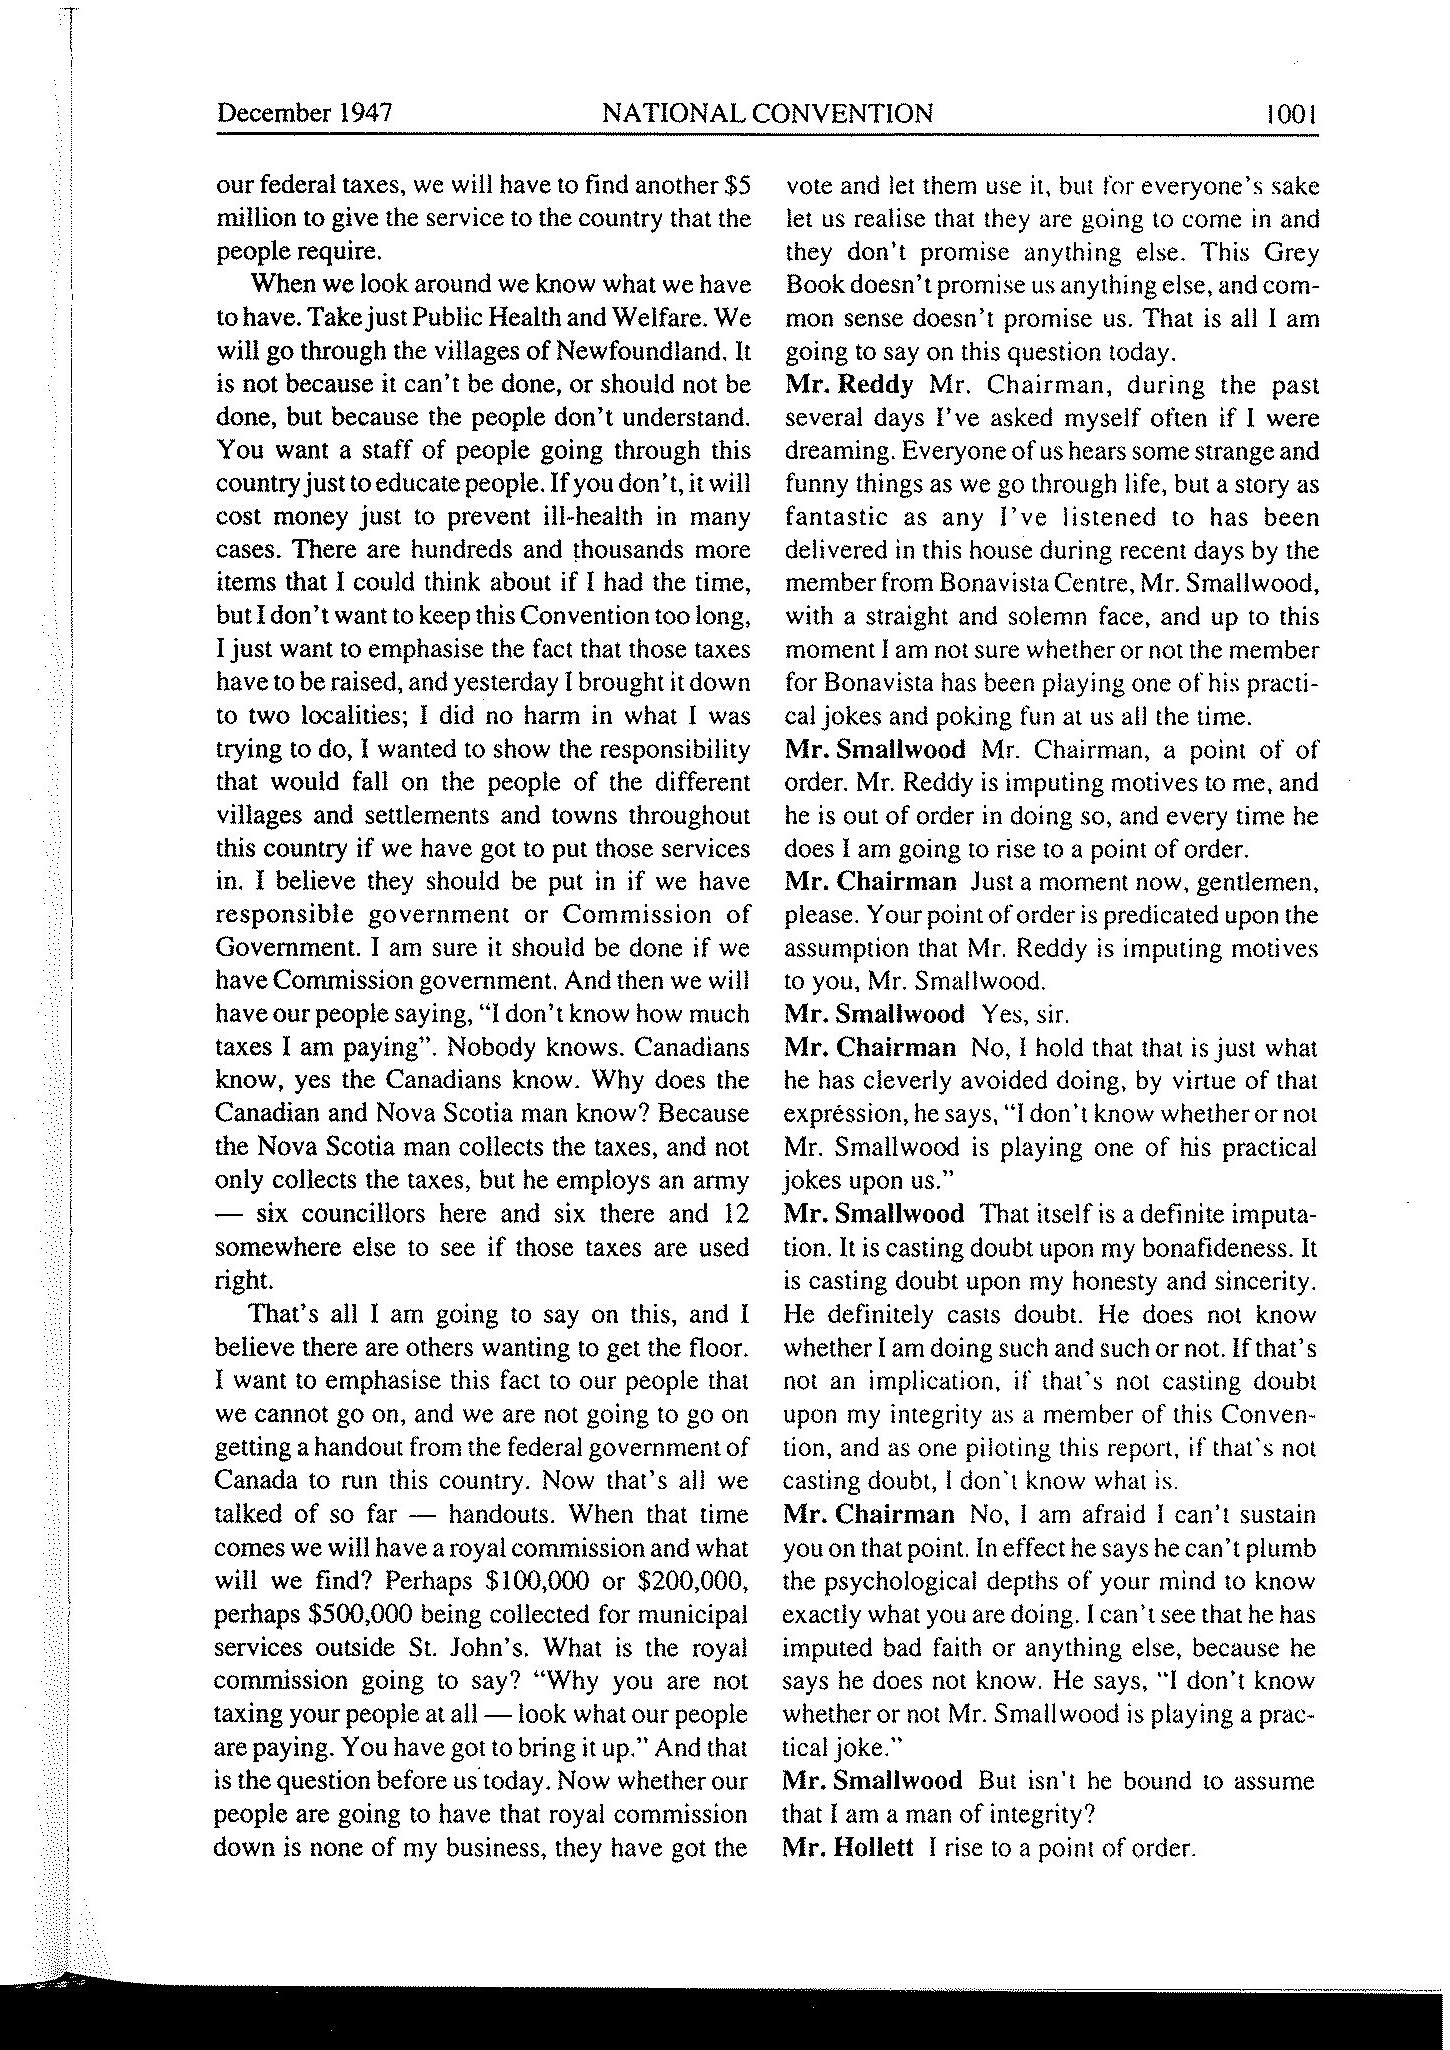 December 1947 NATIONAL CONVENTION 1001
our federal taxes, we will have to find another $5
million to give the service to the country that the
people require.
When we look around we know what we have
to have. Take just Public Health and Welfare. We
will go through the villages of Newfoundland. It
is not because it can't be done, or should not be
done, but because the people don't understand.
You want a staff of people going through this
country just to educate people. If you don't, it will
cost money just to prevent ill-health in many
cases. There are hundreds and thousands more
items that I could think about if I had the time,
but I don't want to keep this Convention too long,
I just want to emphasise the fact that those taxes
have to be raised, and yesterday I brought it down
to two localities; I did no harm in what I was
trying to do, I wanted to show the responsibility
that would fall on the people of the different
villages and settlements and towns throughout
this country if we have got to put those services
in. I believe they should be put in if we have
responsible government or Commission of
Government. I am sure it should be done if we
have Commission government. And then we will
have our people saying, "I don't know how much
taxes I am paying". Nobody knows. Canadians
know, yes the Canadians know. Why does the
Canadian and Nova Scotia man know? Because
the Nova Scotia man collects the taxes, and not
only collects the taxes, but he employs an army
— six councillors here and six there and 12
somewhere else to see if those taxes are used
right.
That's all I am going to say on this, and I
believe there are others wanting to get the floor.
I want to emphasise this fact to our people that
we cannot go on, and we are not going to go on
getting a handout from the federal government of
Canada to run this country. Now that's all we
talked of so far — handouts. When that time
comes we will have a royal commission and what
will we find? Perhaps $100,000 or $200,000,
perhaps $500,000 being collected for municipal
services outside St. John's. What is the royal
commission going to say? "Why you are not
taxing your people at all — look what our people
are paying. You have got to bring it up." And that
is the question before us today. Now whether our
people are going to have that royal commission
down is none of my business, they have got the
vote and let them use it, but for everyone's sake
let us realise that they are going to come in and
they don't promise anything else. This Grey
Book doesn't promise us anything else, and com-
mon sense doesn't promise us. That is all I am
going to say on this question today.
Mr. Reddy Mr. Chairman, during the past
several days I've asked myself often if I were
dreaming. Everyone of us hears some strange and
funny things as we go through life, but a story as
fantastic as any I've listened to has been
delivered in this house during recent days by the
member from Bonavista Centre, Mr. Smallwood,
with a straight and solemn face, and up to this
moment I am not sure whether or not the member
for Bonavista has been playing one of his practi-
cal jokes and poking fun at us all the time.
Mr. Smallwood Mr. Chairman, a point of of
order. Mr. Reddy is imputing motives to me, and
he is out of order in doing so, and every time he
does I am going to rise to a point of order.
Mr. Chairman Just a moment now, gentlemen,
please. Your point of order is predicated upon the
assumption that Mr. Reddy is imputing motives
to you, Mr. Smallwood.
Mr. Smallwood Yes, sir.
Mr. Chairman No, I hold that that is just what
he has cleverly avoided doing, by virtue of that
expréssion, he says, "I don't know whether or not
Mr. Smallwood is playing one of his practical
jokes upon us."
Mr. Smallwood That itself is a definite imputa-
tion. It is casting doubt upon my bonafideness. It
is casting doubt upon my honesty and sincerity.
He definitely casts doubt. He does not know
whether I am doing such and such or not. If that's
not an implication, if that's not casting doubt
upon my integrity as a member of this Conven-
tion, and as one piloting this report, if that's not
casting doubt, I don't know what is.
Mr. Chairman No, I am afraid I can't sustain
you on that point. In effect he says he can't plumb
the psychological depths of your mind to know
exactly what you are doing. I can't see that he has
imputed bad faith or anything else, because he
says he does not know. He says, "I don't know
whether or not Mr. Smallwood is playing a prac-
tical joke."
Mr. Smallwood But isn't he bound to assume
that I am a man of integrity?
Mr. Hollett I rise to a point of order.